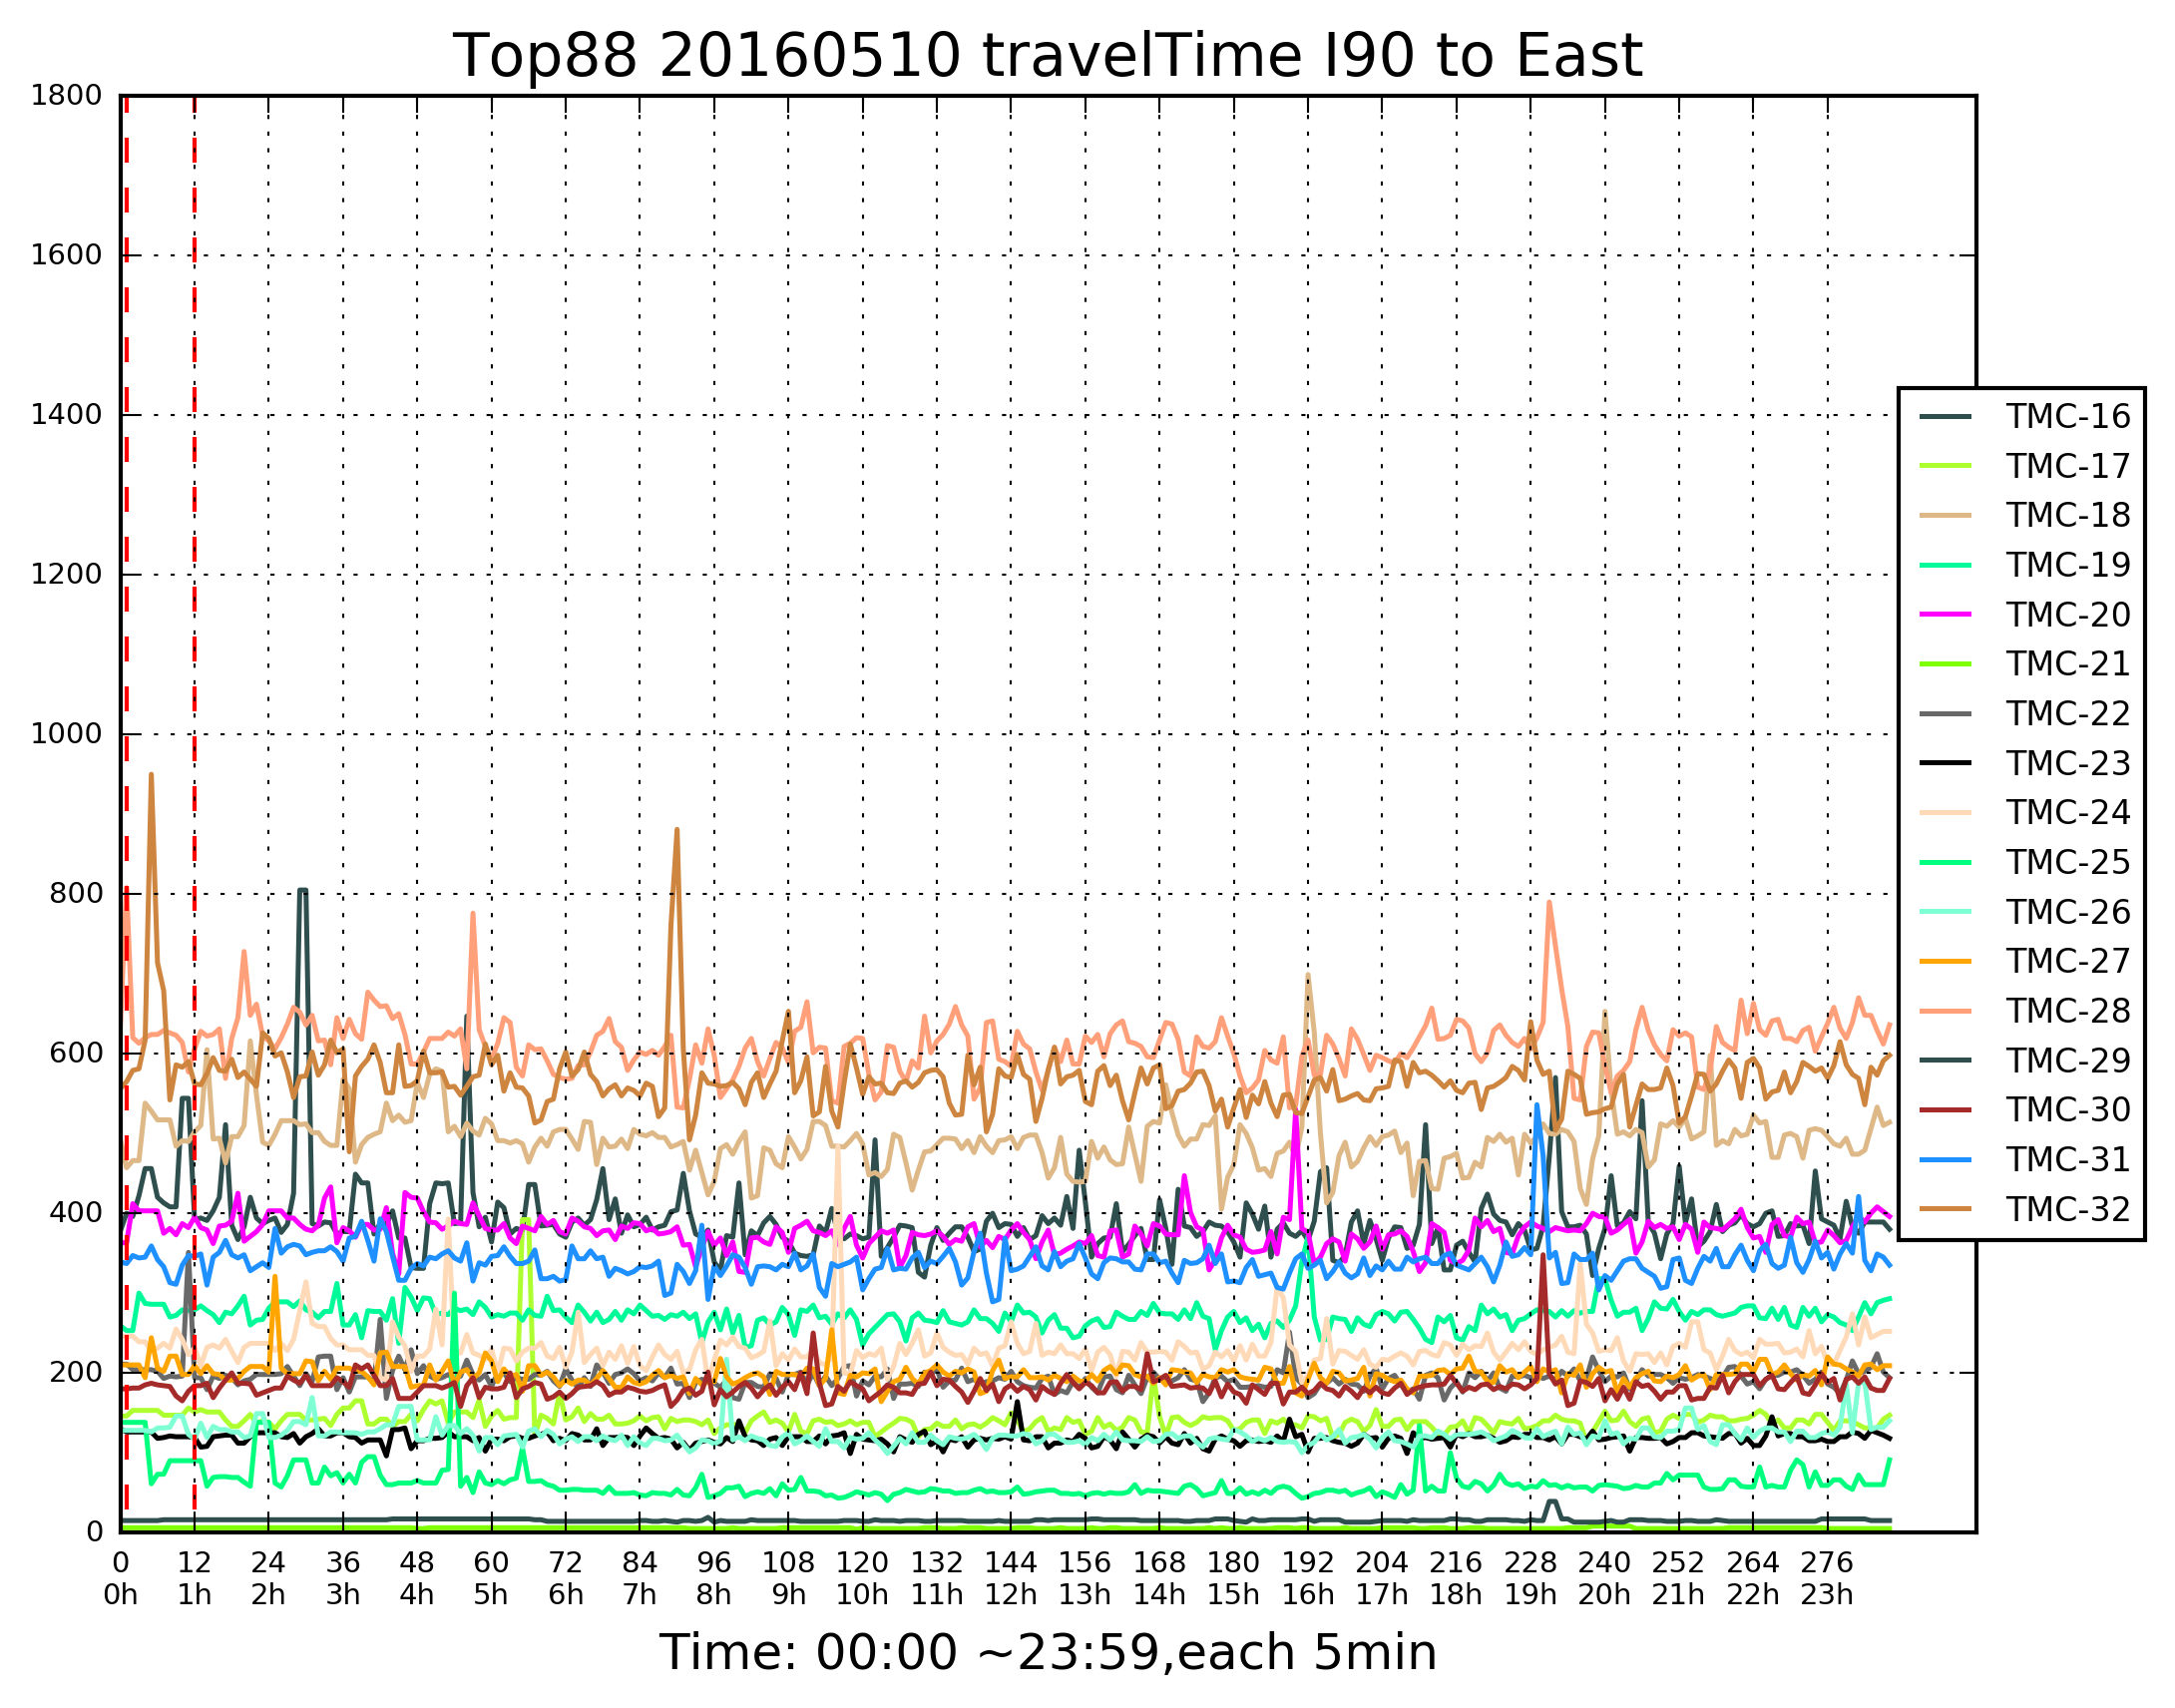 Top88 20160510 travelTime I90 to East
1800
1600
1400
1200
1000
800
600
400
200
0
0 12 24 36 48 60 72 84 96 108 120 132 144 156 168 180 192 204 216 228 240 252 264 276
0h 1h 2h 3h 4h 5h 6h 7h 8h 9h 10h 11h 12h 13h 14h 15h 16h 17h 18h 19h 20h 21h 22h 23h
Time: 00:00 ~23:59,each 5min
TMC-16
TMC-17
TMC-18
TMC-19
TMC-20
TMC-21
TMC-22
TMC-23
TMC-24
TMC-25
TMC-26
TMC-27
TMC-28
TMC-29
TMC-30
TMC-31
TMC-32